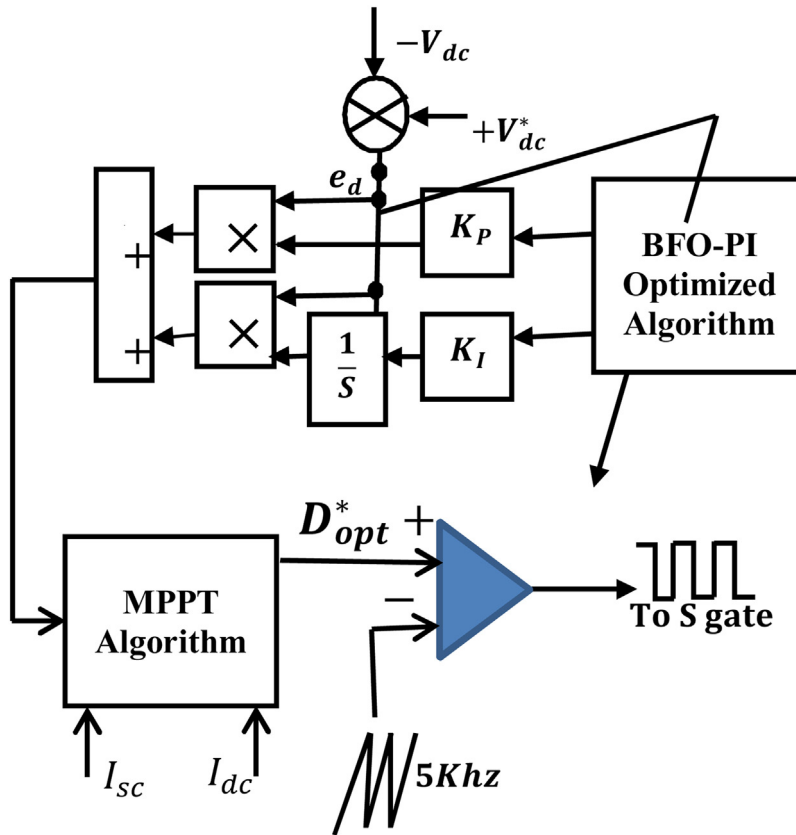 −V_dc
+V*_dc
e_d
×
K_P
+
BFO-PI
Optimized
Algorithm
×
+
1/S
K_I
D*_opt
+
−
MPPT
Algorithm
To S gate
I_sc
I_dc
5Khz